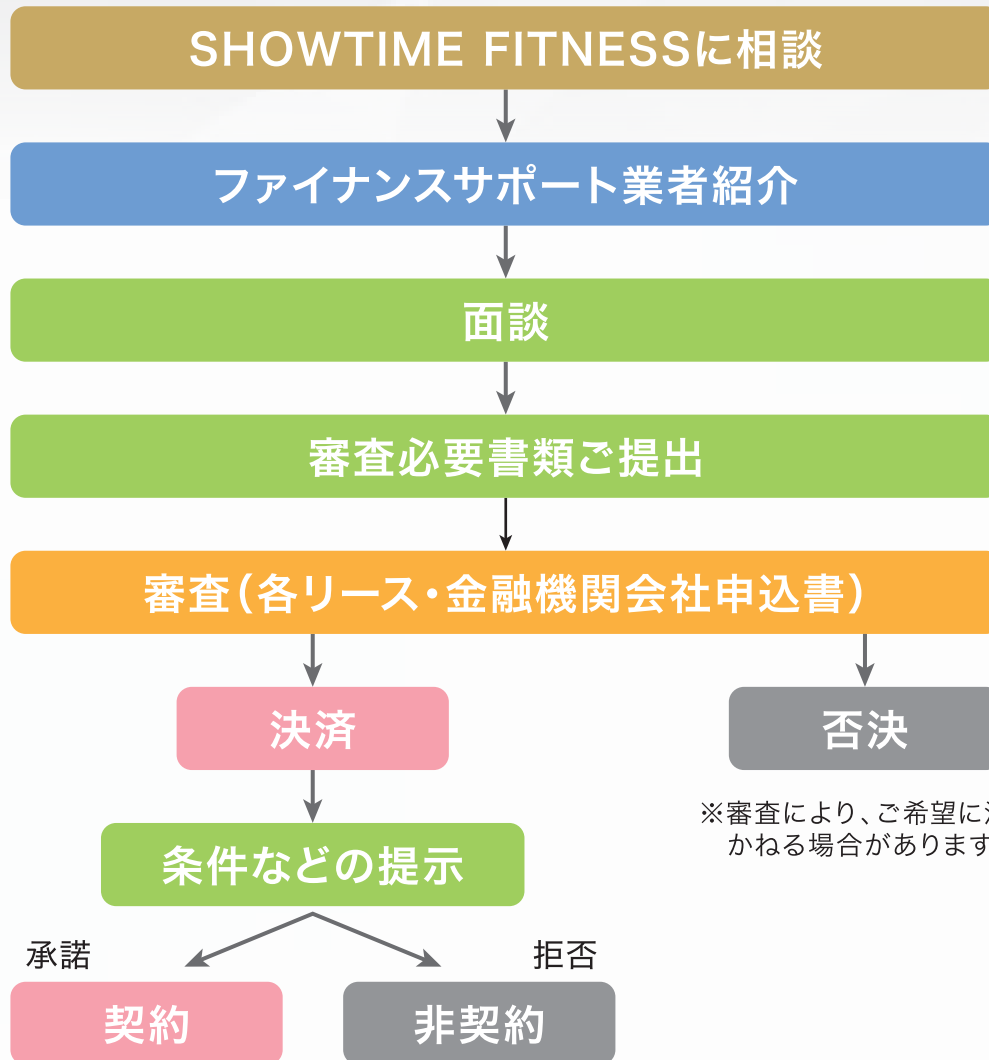 SHOWTIME FITNESSに相談
ファイナンスサポート業者紹介
面談
審査必要書類ご提出
審査(各リース・金融機関会社申込書)
決済
否決
※審査により、ご希望に
かねる場合があります
条件などの提示
承諾
拒否
契約
非契約